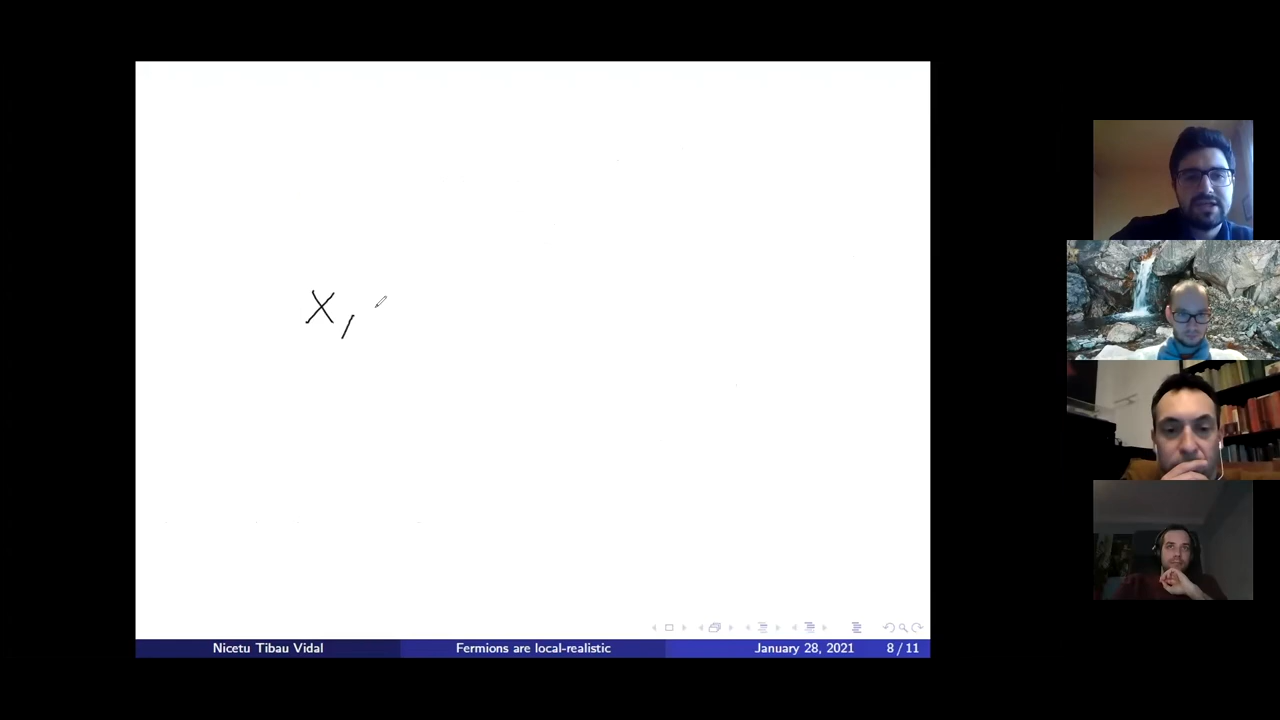 X,
Nicetu Tibau Vidal Fermions are local-realistic January 28, 2021 8 / 11